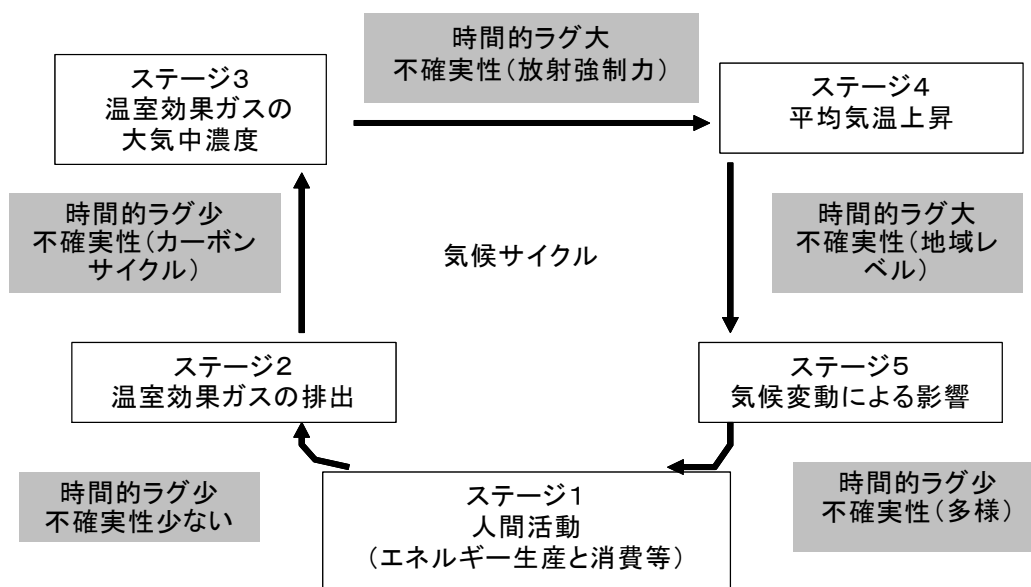 時間的ラグ大
不確実性(放射強制力)
ステージ3
温室効果ガスの
大気中濃度
ステージ4
平均気温上昇
時間的ラグ少
不確実性(カーボン
サイクル)
気候サイクル
時間的ラグ大
不確実性(地域レ
ベル)
ステージ2
温室効果ガスの排出
ステージ5
気候変動による影響
時間的ラグ少
不確実性少ない
ステージ1
人間活動
(エネルギー生産と消費等)
時間的ラグ少
不確実性(多様)